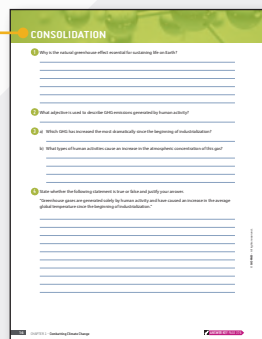 CONSOLIDATION
1 Why is the natural greenhouse effect essential for sustaining life on Earth?
2 What adjective is used to describe GHG emissions generated by human activity?
3 a) Which GHG has increased the most dramatically since the beginning of industrialization?
b) What types of human activities cause an increase in the atmospheric concentration of this gas?
4 State whether the following statement is true or false and justify your answer.
"Greenhouse gases are generated solely by human activity and have caused an increase in the average
global temperature since the beginning of industrialization."
CHAPTER 5 – Combating Climate Change